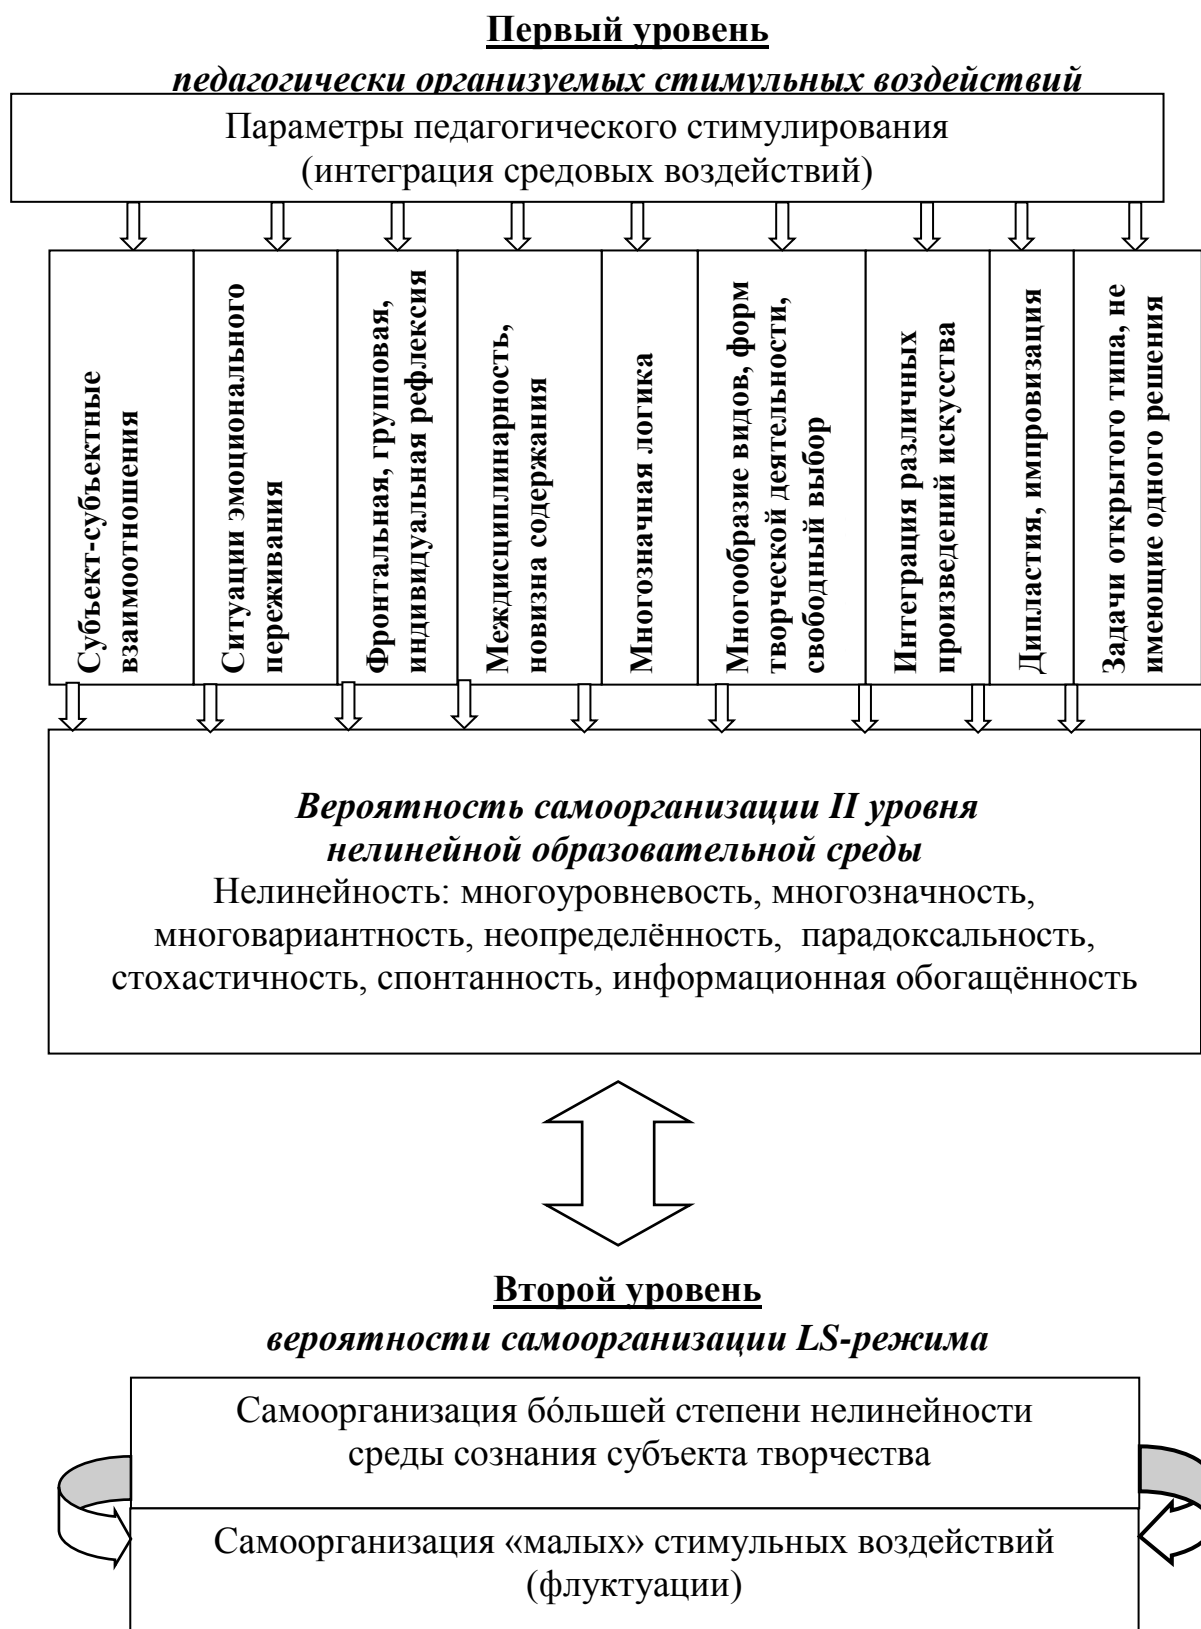 Первый уровень
педагогически организуемых стимульных воздействий
Параметры педагогического стимулирования
(интеграция средовых воздействий)
Субъект-субъектные
взаимоотношения
Ситуации эмоционального
переживания
Фронтальная, групповая,
индивидуальная рефлексия
Междисциплинарность,
новизна содержания
Многозначная логика
Многообразие видов, форм
творческой деятельности,
свободный выбор
Интеграция различных
произведений искусства
Дипластия, импровизация
Задачи открытого типа, не
имеющие одного решения
Вероятность самоорганизации II уровня
нелинейной образовательной среды
Нелинейность: многоуровневость, многозначность,
многовариантность, неопределённость, парадоксальность,
стохастичность, спонтанность, информационная обогащённость
Второй уровень
вероятности самоорганизации LS-режима
Самоорганизация бóльшей степени нелинейности
среды сознания субъекта творчества
Самоорганизация «малых» стимульных воздействий
(флуктуации)